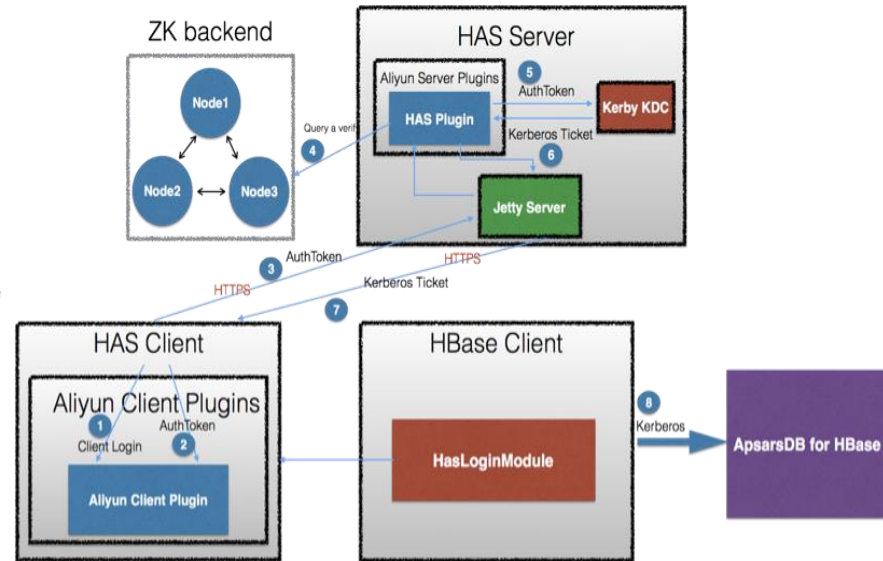 ZK backend
Node1
Node2
Node3
Query a verify
4
HAS Server
Aliyun Server Plugins
HAS Plugin
5
AuthToken
Kerby KDC
Kerberos Ticket
6
Jetty Server
3
AuthToken
HTTPS
HTTPS
Kerberos Ticket
7
HAS Client
Aliyun Client Plugins
1
Client Login
AuthToken
2
Aliyun Client Plugin
HBase Client
HasLoginModule
8
Kerberos
ApsarsDB for HBase